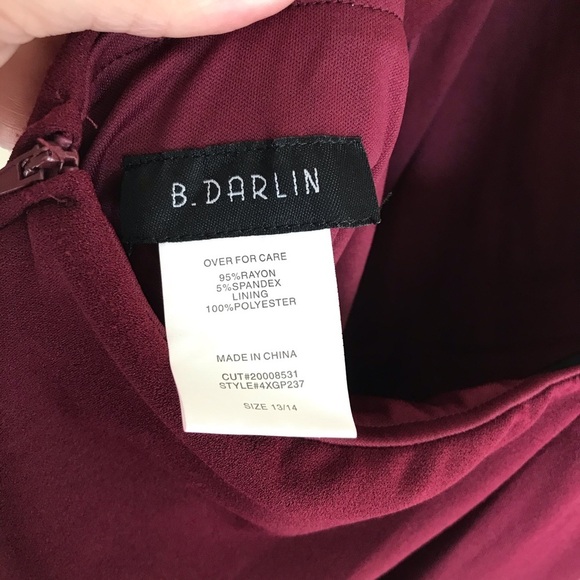 B. DARLIN
OVER FOR CARE
95%RAYON
5%SPANDEX
LINING
100%POLYESTER
MADE IN CHINA
CUT#20008531
STYLE#4XGP237
SIZE 13/14